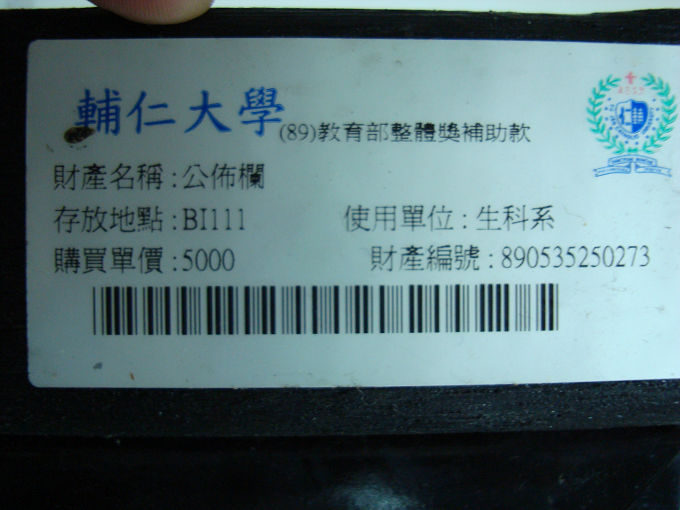 輔仁大學 (89)教育部整體獎補助款
財產名稱:公佈欄
存放地點:BI111 使用單位:生科系
購買單價:5000 財產編號:890535250273